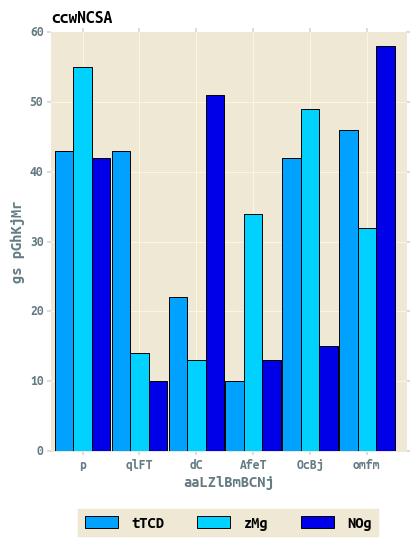 ccwNCSA
60
50
40
30
20
10
0
gs pGhKjMr
p qlFT dC AfeT OcBj omfm
aaLZlBmBCNj
tTCD zMg NOg